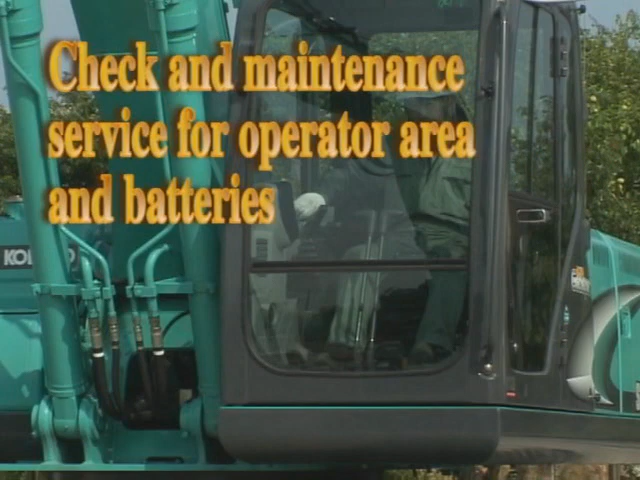 Check and maintenance
service for operator area
and batteries